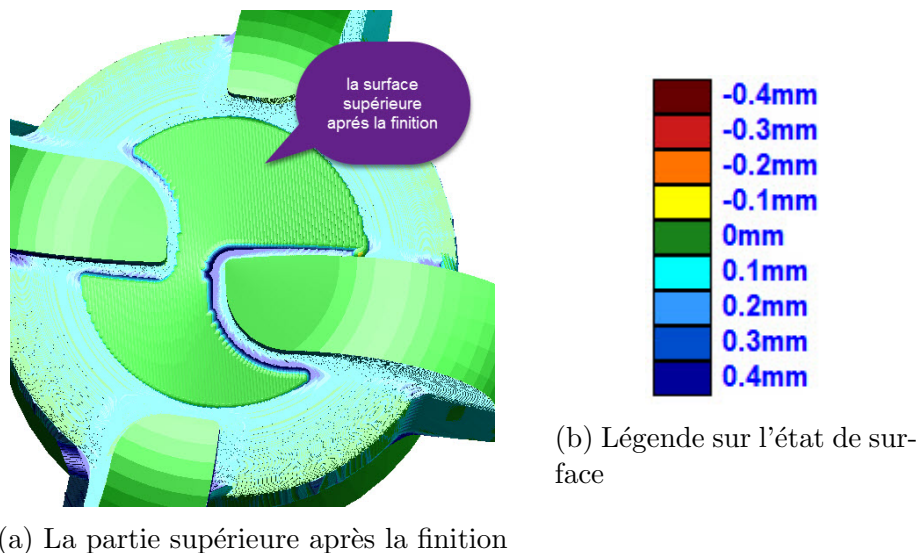 la surface
supérieure
aprés la finition
-0.4mm
-0.3mm
-0.2mm
-0.1mm
0mm
0.1mm
0.2mm
0.3mm
0.4mm
(b) Légende sur l'état de sur-
face
(a) La partie supérieure après la finition